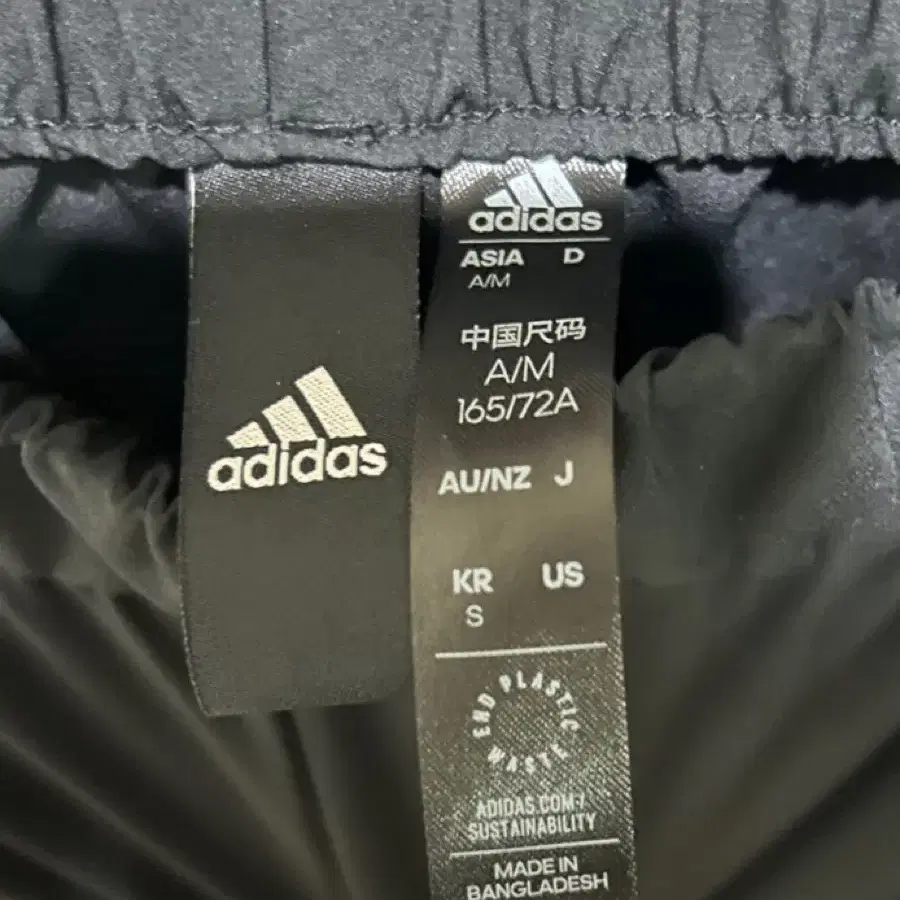 adidas
adidas
ASIA D
A/M
中国尺码
A/M
165/72A
AU/NZ J
KR US
S
END PLASTIC WASTE
ADIDAS.COM/
SUSTAINABILITY
MADE IN
BANGLADESH